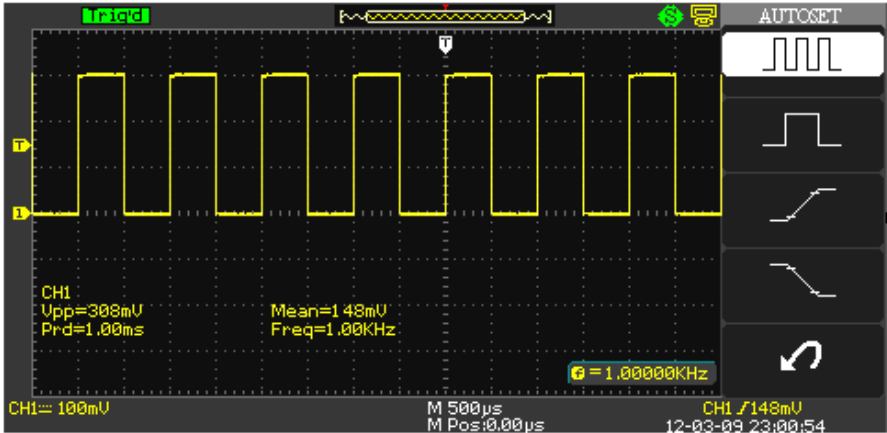 Trig'd
S
AUTOSET
T
T
1
CH1
Vpp=308mV Mean=148mV
Prd=1.00ms Freq=1.00KHz
f =1.00000KHz
CH1 100mV M 500µs CH1 /148mV
M Pos:0.00µs 12-03-09 23:00:54